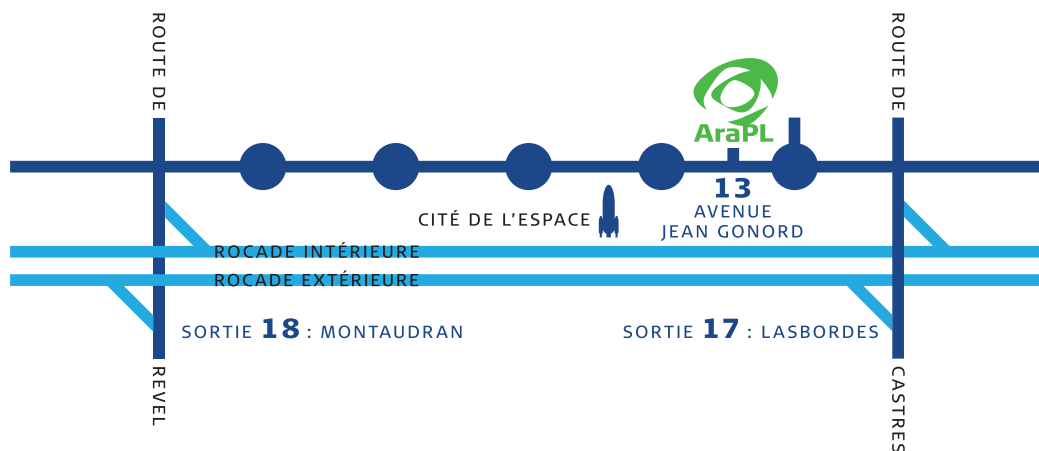 ROUTE DE
REVEL
ROUTE DE
CASTRES
AraPL
13
AVENUE
JEAN GONORD
CITÉ DE L'ESPACE
ROCADE INTÉRIEURE
ROCADE EXTÉRIEURE
SORTIE 18 : MONTAUDRAN
SORTIE 17 : LASBORDES